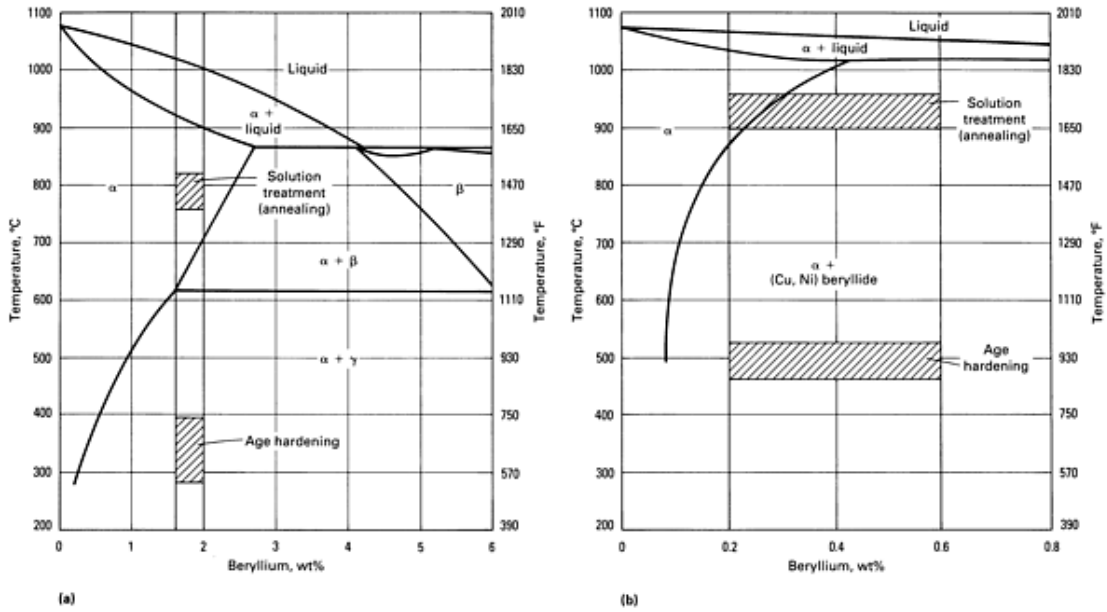 1100
1000
900
800
700
600
500
400
300
200
Temperature, °C
2010
1830
1650
1470
1290
1110
930
750
570
390
Temperature, °F
Liquid
α +
liquid
α
Solution
treatment
(annealing)
β
α + β
α + γ
Age hardening
0
1
2
3
4
5
6
Beryllium, wt%
(a)
1100
1000
900
800
700
600
500
400
300
200
Temperature, °C
2010
1830
1650
1470
1290
1110
930
750
570
390
Temperature, °F
Liquid
α + liquid
α
Solution
treatment
(annealing)
α +
(Cu, Ni) beryllide
Age
hardening
0
0.2
0.4
0.6
0.8
Beryllium, wt%
(b)